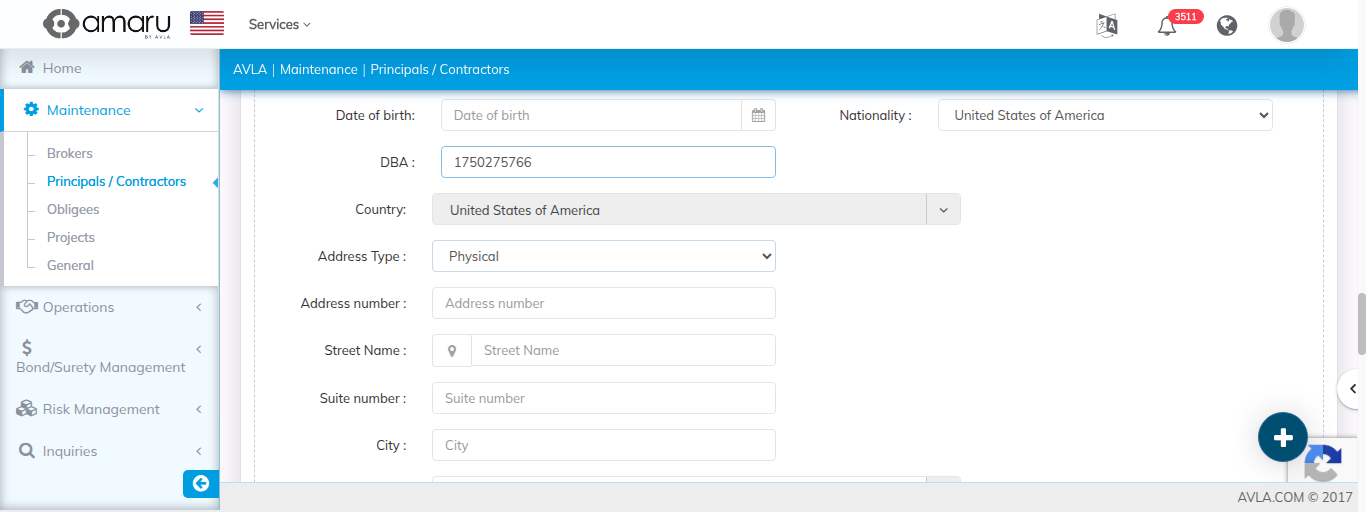 amaru
BY AVLA
Services
A
3511
Home
AVLA | Maintenance | Principals / Contractors
Maintenance
Brokers
Principals / Contractors
Obligees
Projects
General
Operations
Bond/Surety Management
Risk Management
Inquiries
Date of birth:
Date of birth
Nationality :
United States of America
DBA :
1750275766
Country:
United States of America
Address Type :
Physical
Address number :
Address number
Street Name :
Street Name
Suite number :
Suite number
City :
City
AVLA.COM © 2017